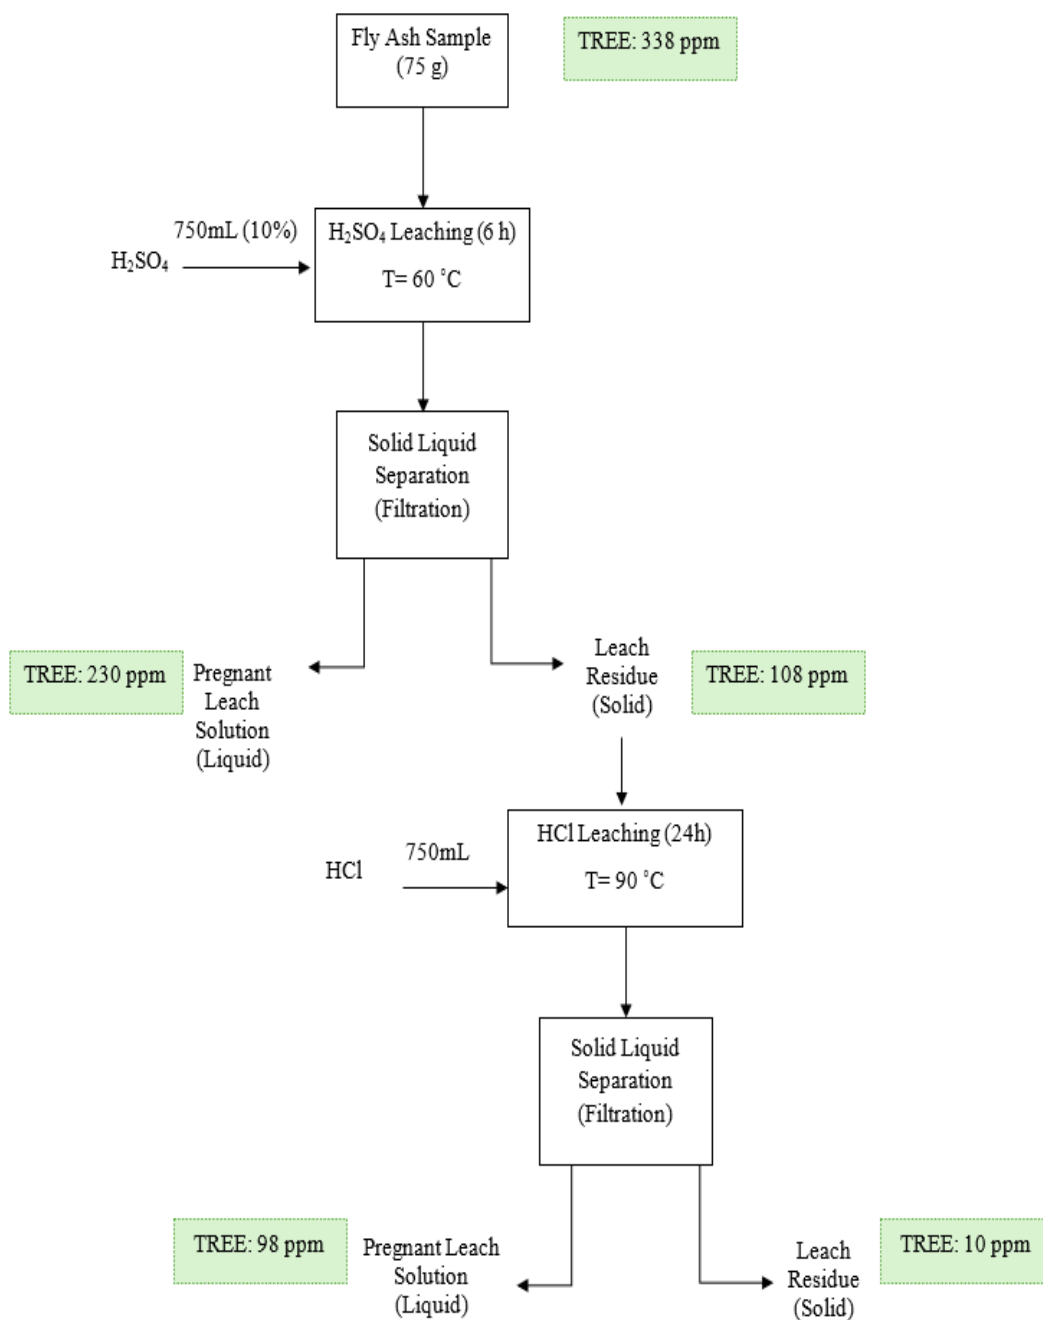 Fly Ash Sample
(75 g)
TREE: 338 ppm
750mL (10%)
H₂SO₄
H₂SO₄ Leaching (6 h)
T= 60 °C
Solid Liquid
Separation
(Filtration)
TREE: 230 ppm
Pregnant
Leach
Solution
(Liquid)
Leach
Residue
(Solid)
TREE: 108 ppm
HCl
750mL
HCl Leaching (24h)
T= 90 °C
Solid Liquid
Separation
(Filtration)
TREE: 98 ppm
Pregnant Leach
Solution
(Liquid)
Leach
Residue
(Solid)
TREE: 10 ppm